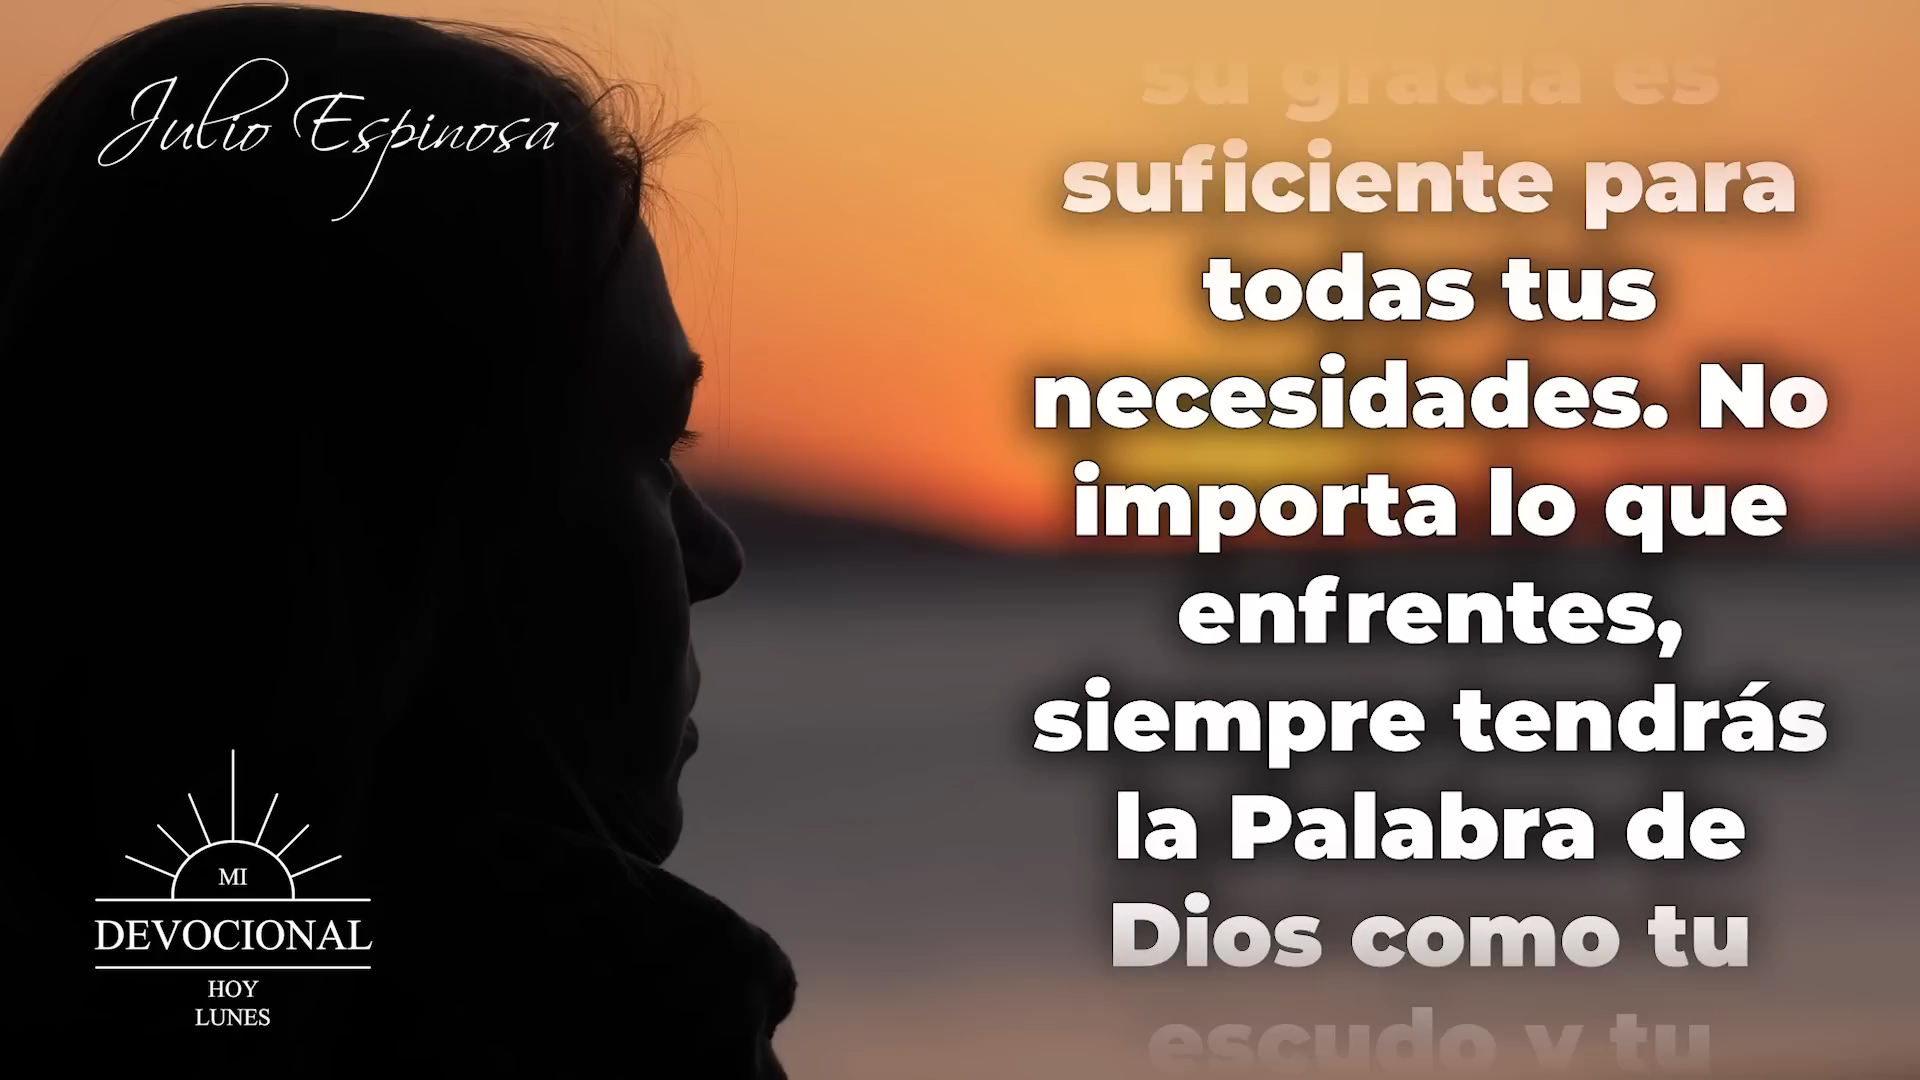 Julio Espinosa
su gracia es
suficiente para
todas tus
necesidades. No
importa lo que
enfrentes,
siempre tendrás
la Palabra de
Dios como tu
escudo y tu
MI
DEVOCIONAL
HOY
LUNES